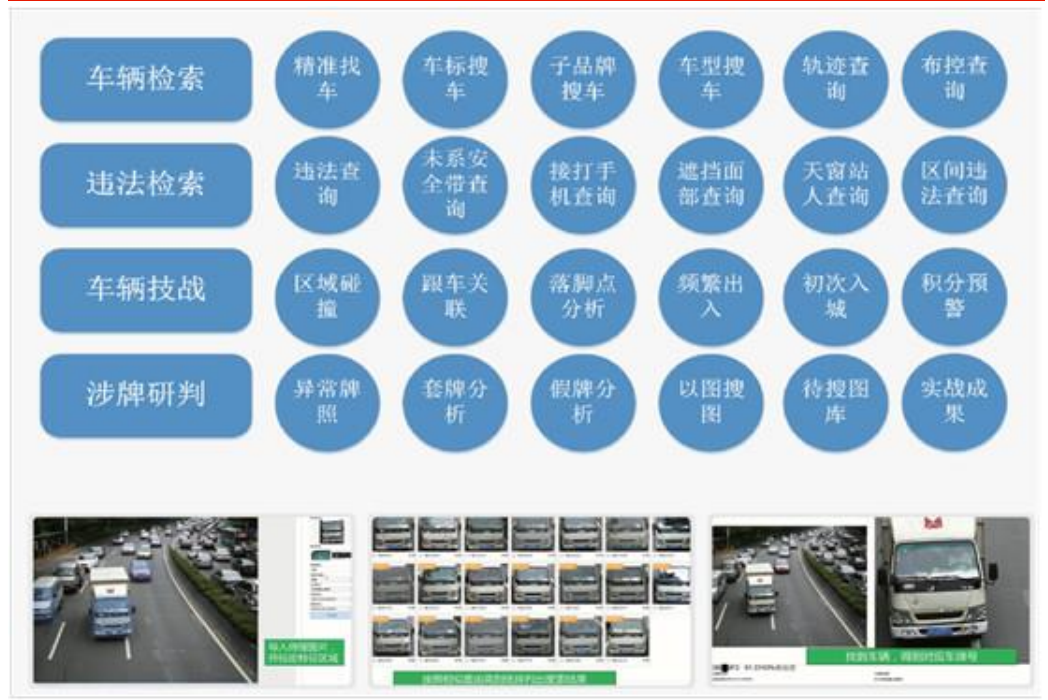 车辆检索
精准找
车
车标搜
车
子品牌
搜车
车型搜
车
轨迹查
询
布控查
询
违法检索
违法查
询
未系安
全带查
询
接打手
机查询
遮挡面
部查询
天窗站
人查询
区间违
法查询
车辆技战
区域碰
撞
跟车关
联
落脚点
分析
频繁出
入
初次入
城
积分预
警
涉牌研判
异常牌
照
套牌分
析
假牌分
析
以图搜
图
待搜图
库
实战成
果
找到车辆，得到对应车牌号